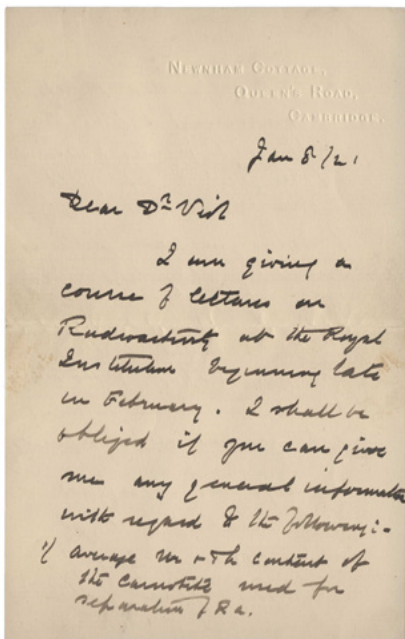 NEWNHAM COTTAGE,
QUEEN'S ROAD,
CAMBRIDGE.
Jan 8/21
Dear Dr Viol
I am giving a
course of lectures on
Radioactivity at the Royal
Institution beginning late
in February. I shall be
obliged if you can give
me any general information
with regard to the following:-
1/ average Ur + Th content of
the Carnotite used for
separation of Ra.